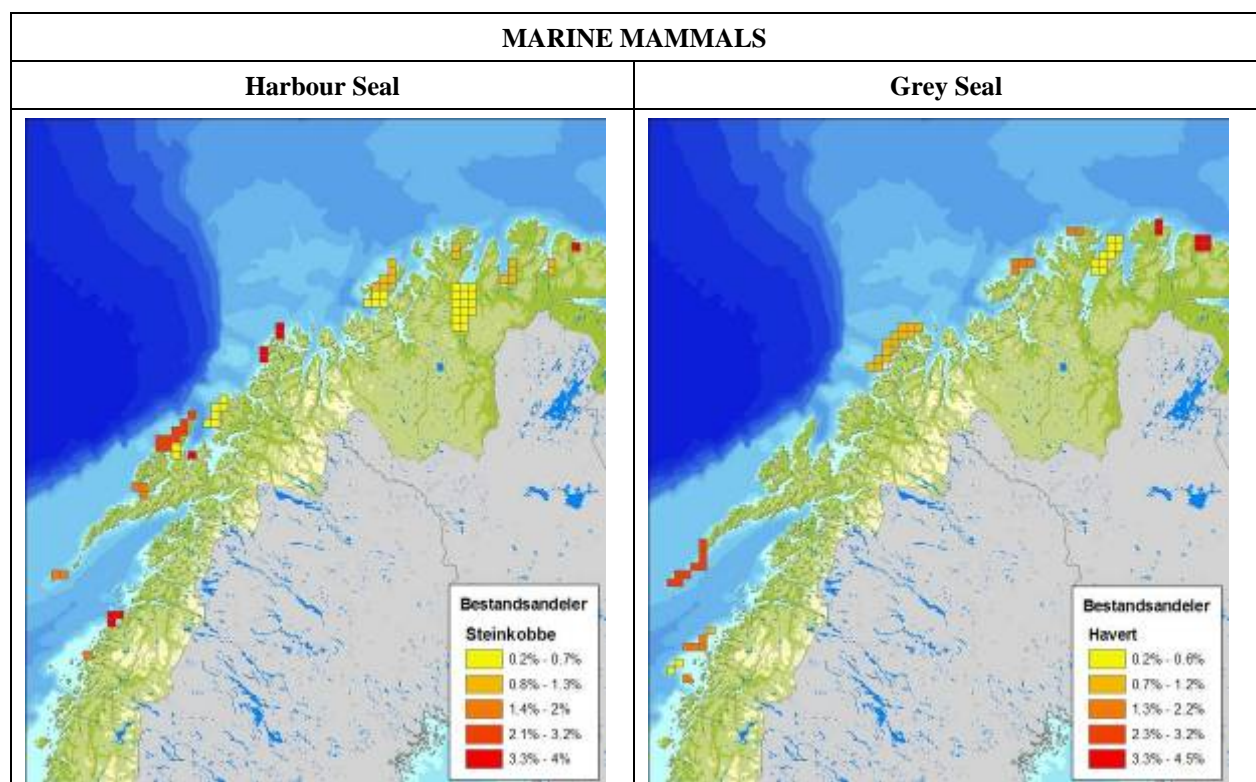 MARINE MAMMALS
Harbour Seal
Grey Seal
Bestandsandeler
Steinkobbe
0.2% - 0.7%
0.8% - 1.3%
1.4% - 2%
2.1% - 3.2%
3.3% - 4%
Bestandsandeler
Havert
0.2% - 0.6%
0.7% - 1.2%
1.3% - 2.2%
2.3% - 3.2%
3.3% - 4.5%